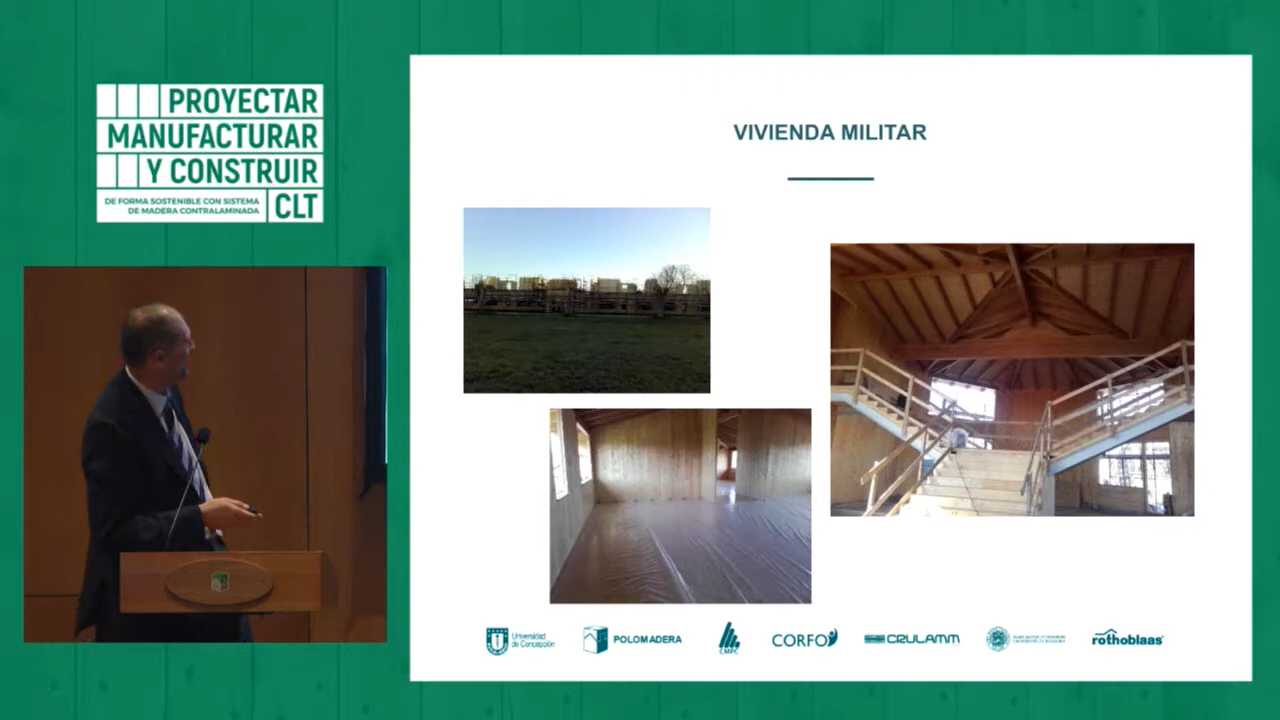 PROYECTAR
MANUFACTURAR
Y CONSTRUIR
DE FORMA SOSTENIBLE CON SISTEMA
DE MADERA CONTRALAMINADA
CLT
VIVIENDA MILITAR
Universidad
de Concepción
POLOMADERA
CMPC
CORFO
CRULAMM
rothoblaas